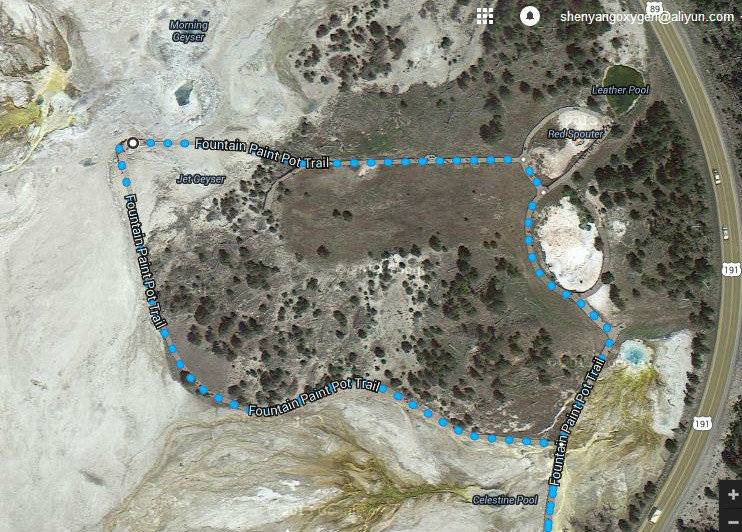 89
shenyangoxygen@aliyun.com
Morning
Geyser
Leather Pool
Red Spouter
Fountain Paint Pot Trail
Jet Geyser
Fountain Paint Pot Trail
191
Fountain Paint Pot Trail
Fountain Paint Pot Trail
191
Celestine Pool
+
−